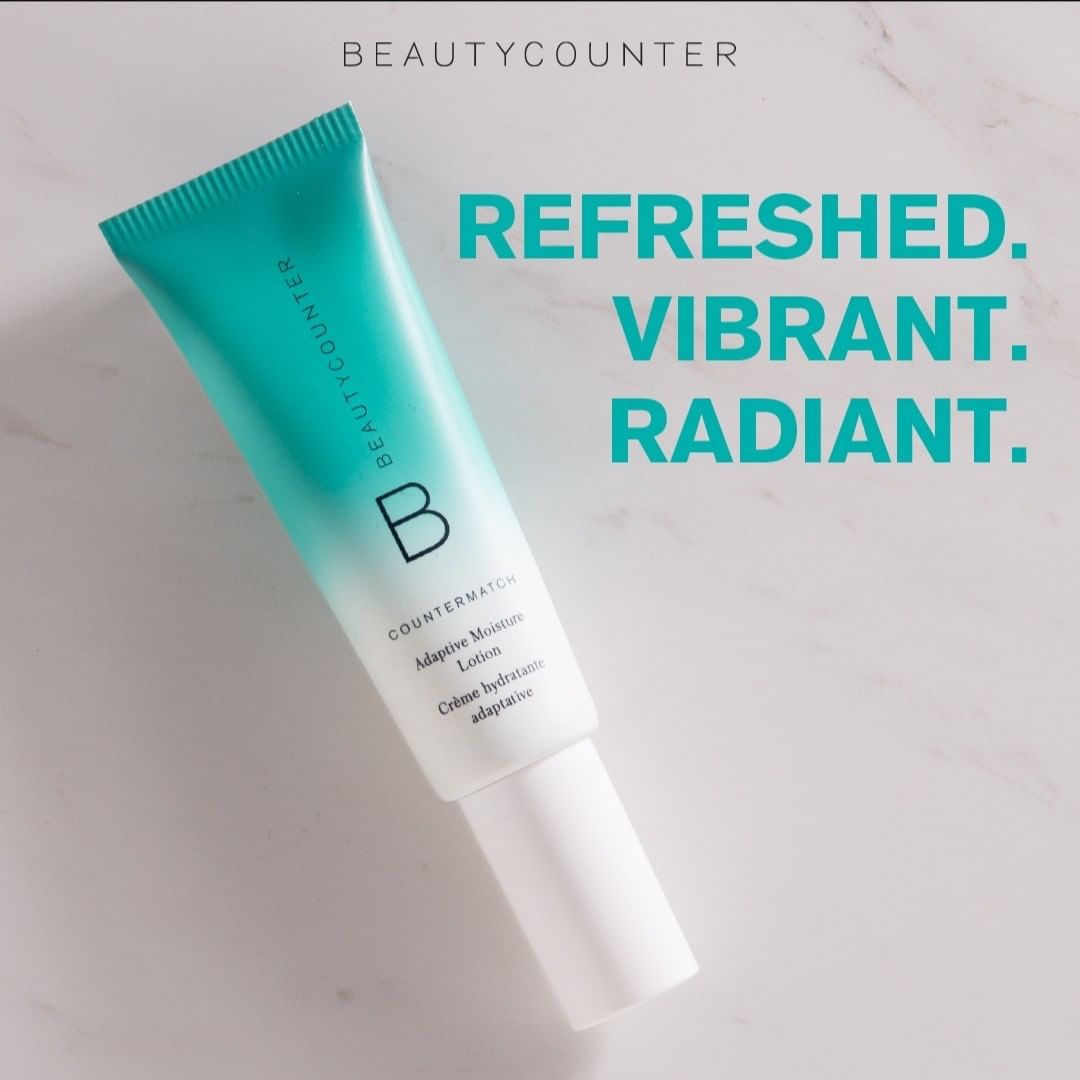 BEAUTYCOUNTER
REFRESHED.
VIBRANT.
RADIANT.
BEAUTYCOUNTER
B
COUNTERMATCH
Adaptive Moisture
Lotion
Crème hydratante
adaptative